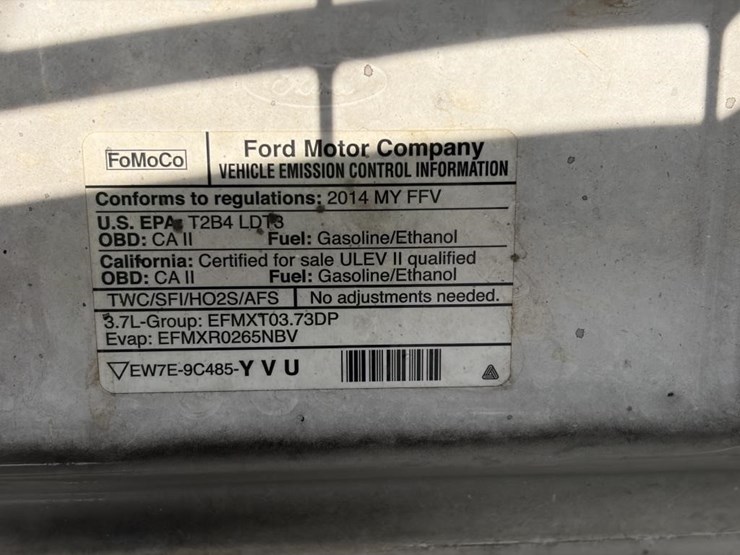 Ford
FoMoCo
Ford Motor Company
VEHICLE EMISSION CONTROL INFORMATION
Conforms to regulations: 2014 MY FFV
U.S. EPA: T2B4 LDT3
OBD: CA II Fuel: Gasoline/Ethanol
California: Certified for sale ULEV II qualified
OBD: CA II Fuel: Gasoline/Ethanol
TWC/SFI/HO2S/AFS No adjustments needed.
3.7L-Group: EFMXT03.73DP
Evap: EFMXR0265NBV
EW7E-9C485-Y V U